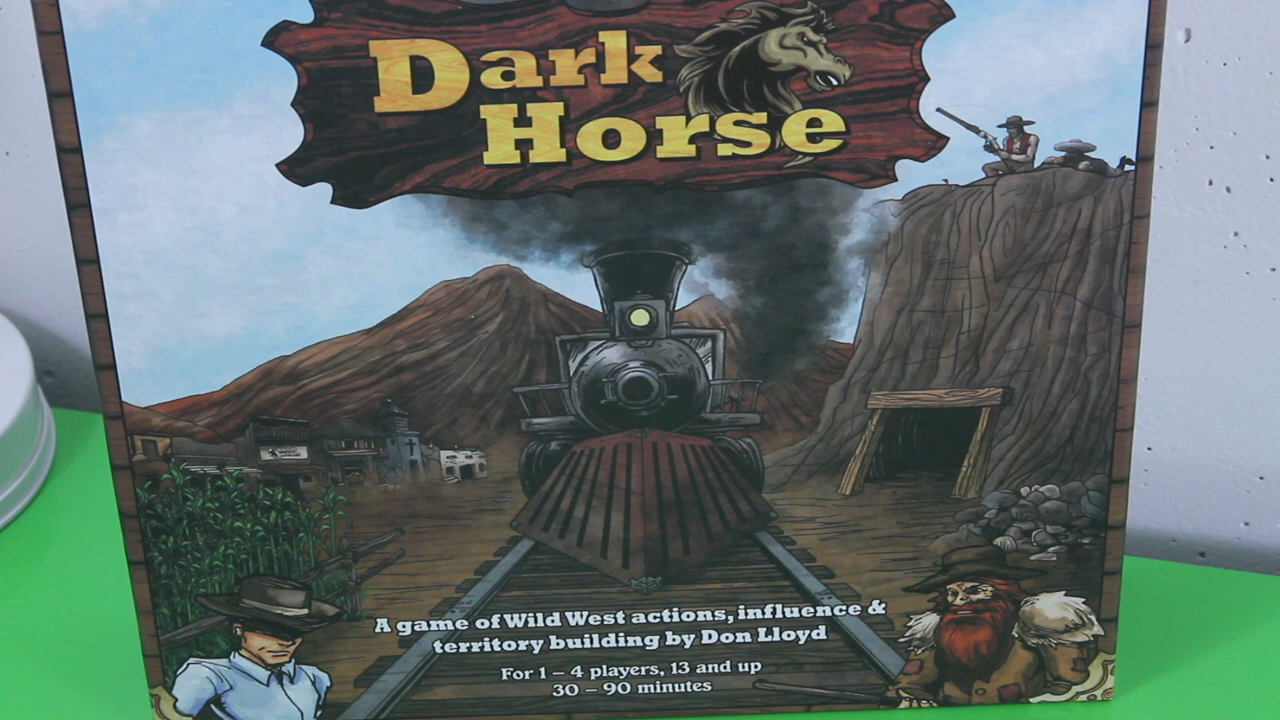 Dark
Horse
A game of Wild West actions, influence &
territory building by Don Lloyd
For 1 – 4 players, 13 and up
30 – 90 minutes